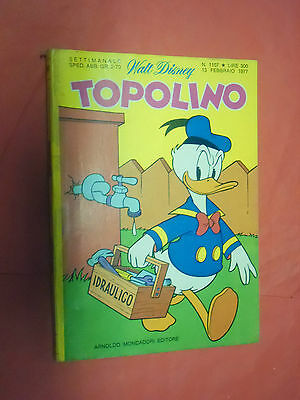 SETTIMANALE
SPED. ABB. GR. 2-70
Walt Disney
N. 1107 ★ LIRE 300
13 FEBBRAIO 1977
TOPOLINO
IDRAULICO
ARNOLDO MONDADORI EDITORE